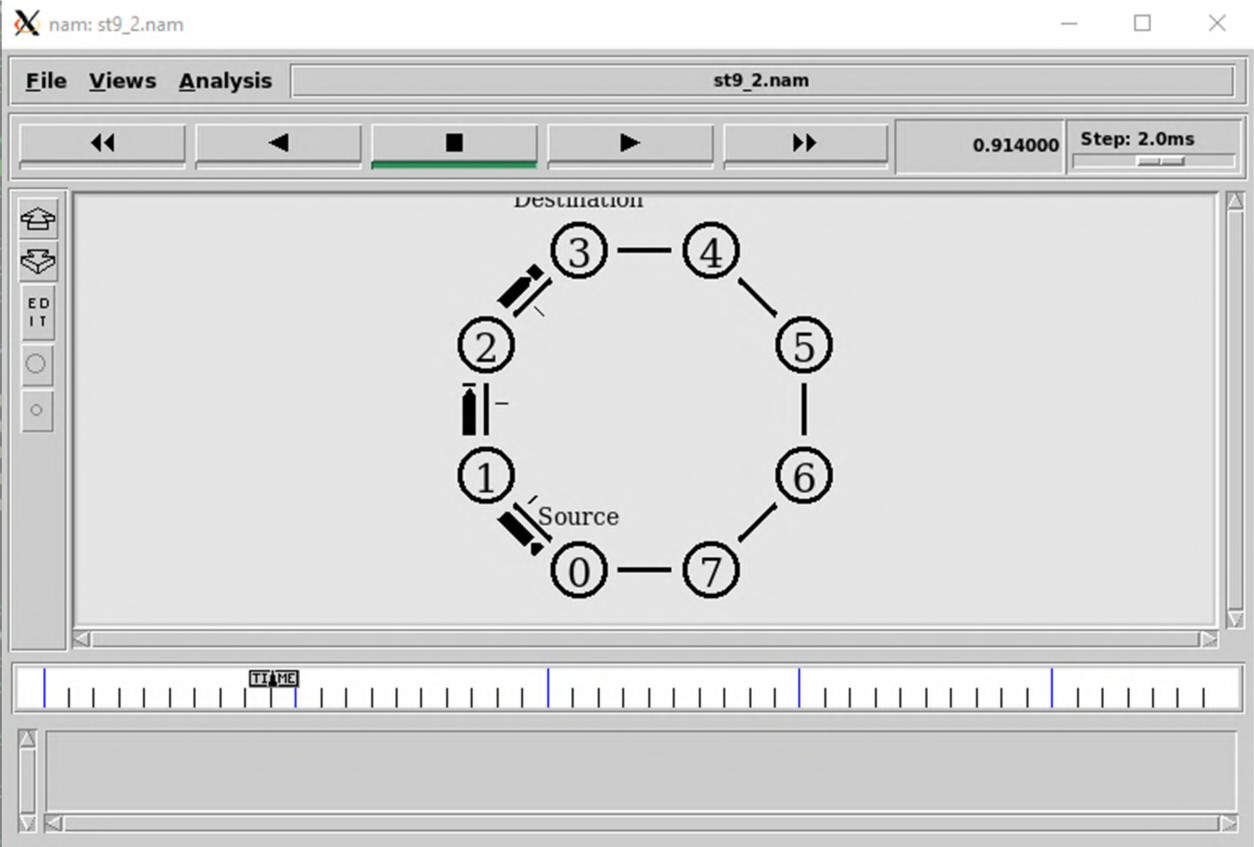 nam: st9_2.nam
File Views Analysis st9_2.nam
0.914000 Step: 2.0ms
Destination
3 4
ED
IT
2 5
1 6
Source
0 7
TIME